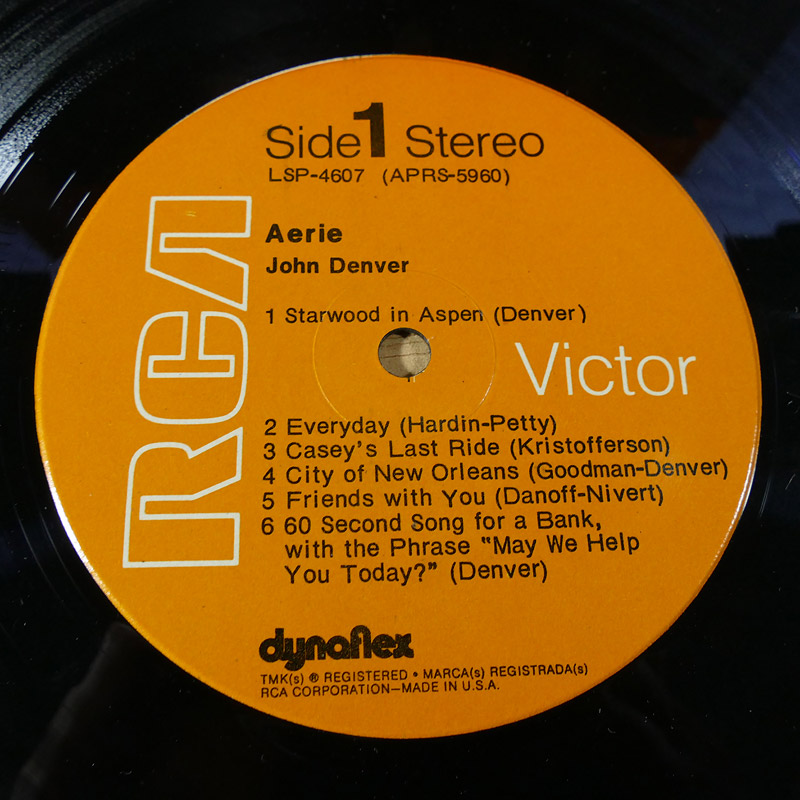 Side 1 Stereo
LSP-4607 (APRS-5960)
RCA
Aerie
John Denver
1 Starwood in Aspen (Denver)
Victor
2 Everyday (Hardin-Petty)
3 Casey's Last Ride (Kristofferson)
4 City of New Orleans (Goodman-Denver)
5 Friends with You (Danoff-Nivert)
6 60 Second Song for a Bank,
with the Phrase "May We Help
You Today?" (Denver)
dynaflex
TMK(s) ® REGISTERED • MARCA(s) REGISTRADA(s)
RCA CORPORATION—MADE IN U.S.A.